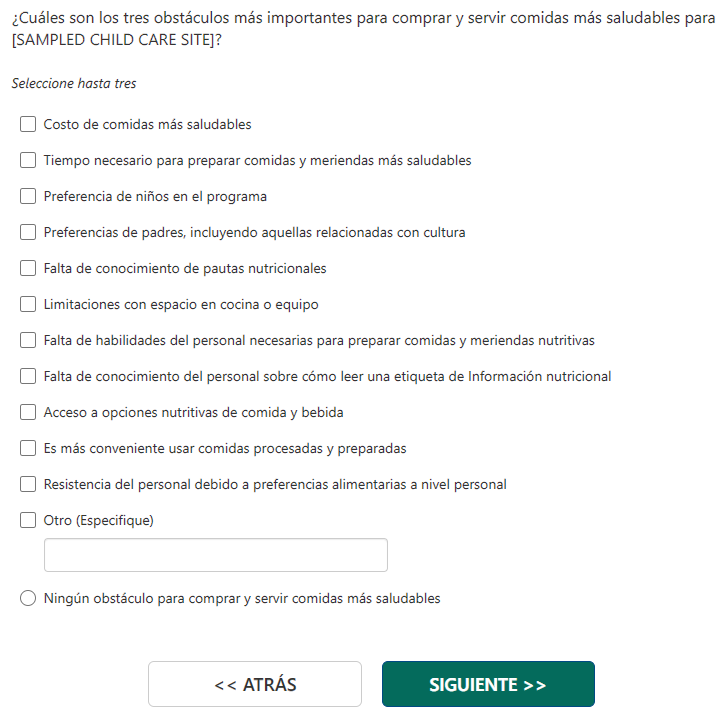 ¿Cuáles son los tres obstáculos más importantes para comprar y servir comidas más saludables para
[SAMPLED CHILD CARE SITE]?
Seleccione hasta tres
Costo de comidas más saludables
Tiempo necesario para preparar comidas y meriendas más saludables
Preferencia de niños en el programa
Preferencias de padres, incluyendo aquellas relacionadas con cultura
Falta de conocimiento de pautas nutricionales
Limitaciones con espacio en cocina o equipo
Falta de habilidades del personal necesarias para preparar comidas y meriendas nutritivas
Falta de conocimiento del personal sobre cómo leer una etiqueta de Información nutricional
Acceso a opciones nutritivas de comida y bebida
Es más conveniente usar comidas procesadas y preparadas
Resistencia del personal debido a preferencias alimentarias a nivel personal
Otro (Especifique)
Ningún obstáculo para comprar y servir comidas más saludables
<< ATRÁS
SIGUIENTE >>